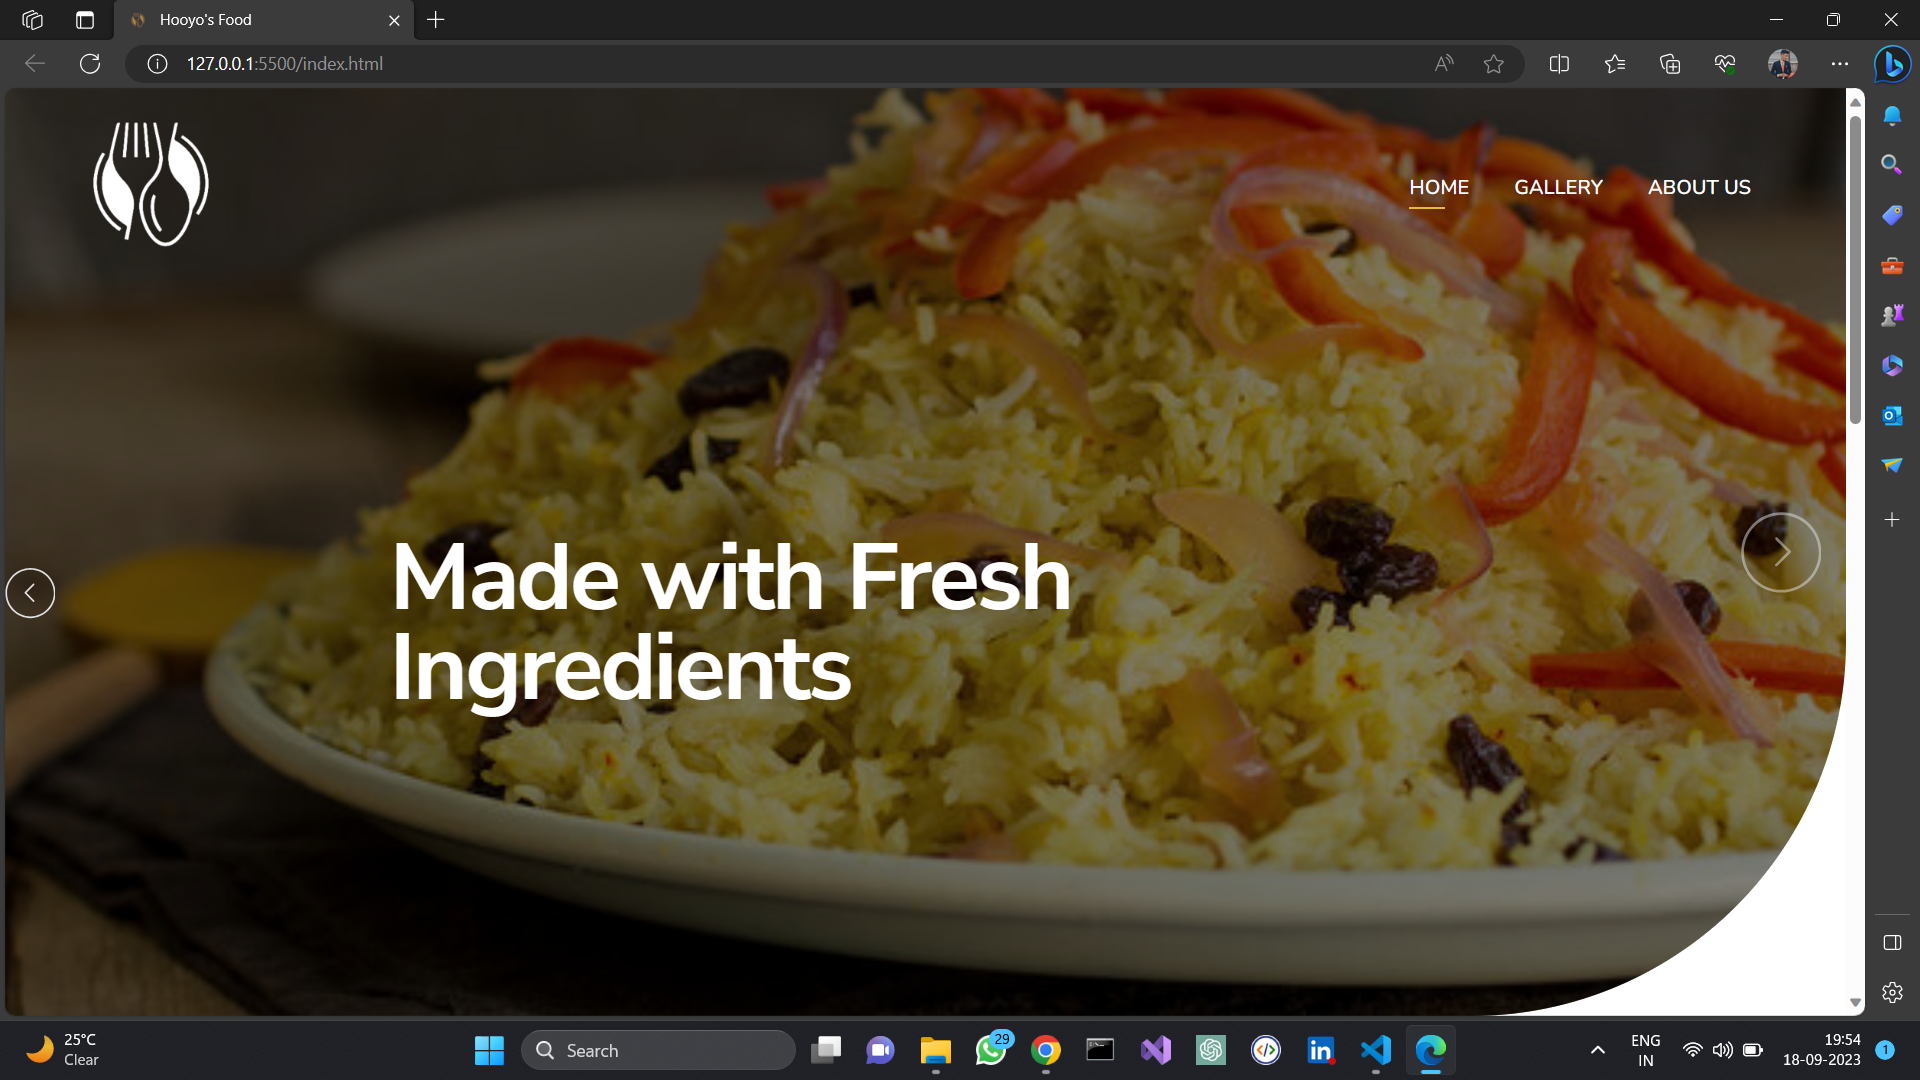 Hooyo's Food
127.0.0.1:5500/index.html
HOME GALLERY ABOUT US
Made with Fresh
Ingredients
25°C
Clear
Search
29
ENG
IN
19:54
18-09-2023
1